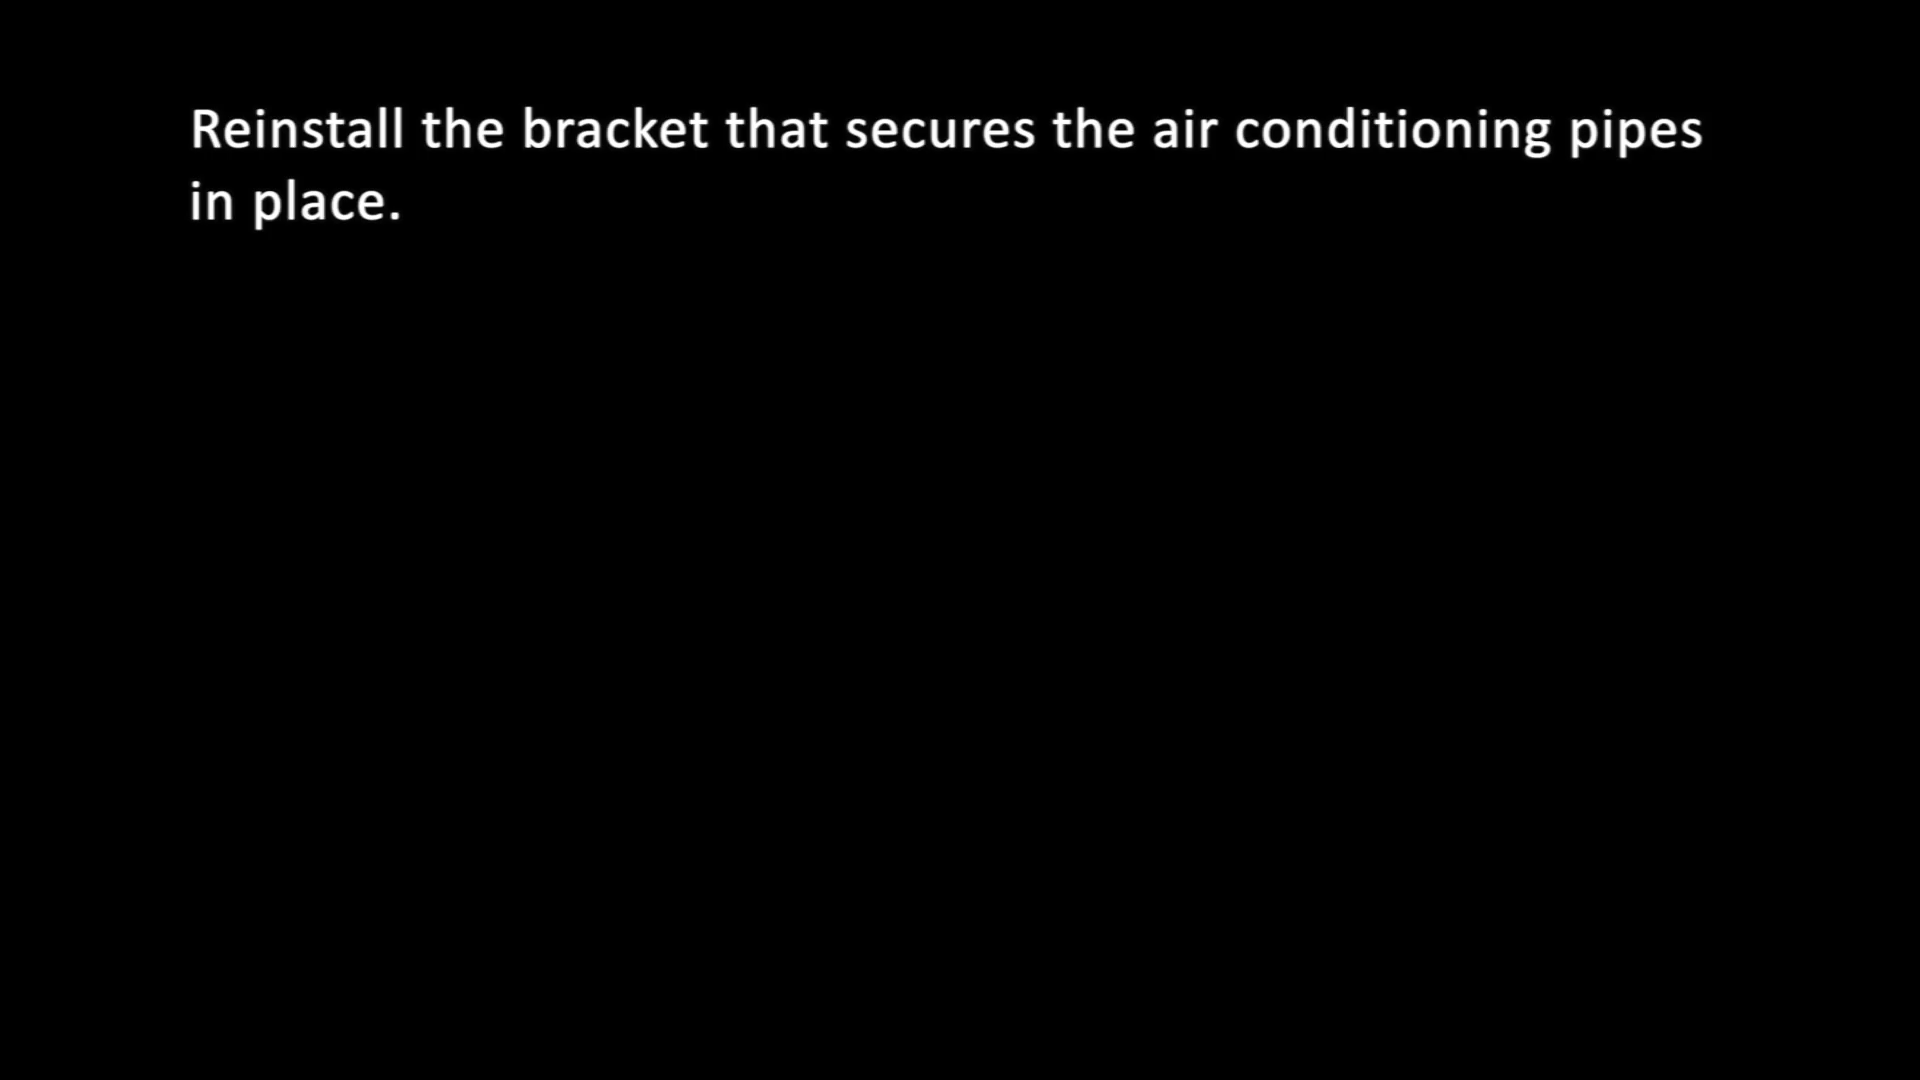 Reinstall the bracket that secures the air conditioning pipes
in place.